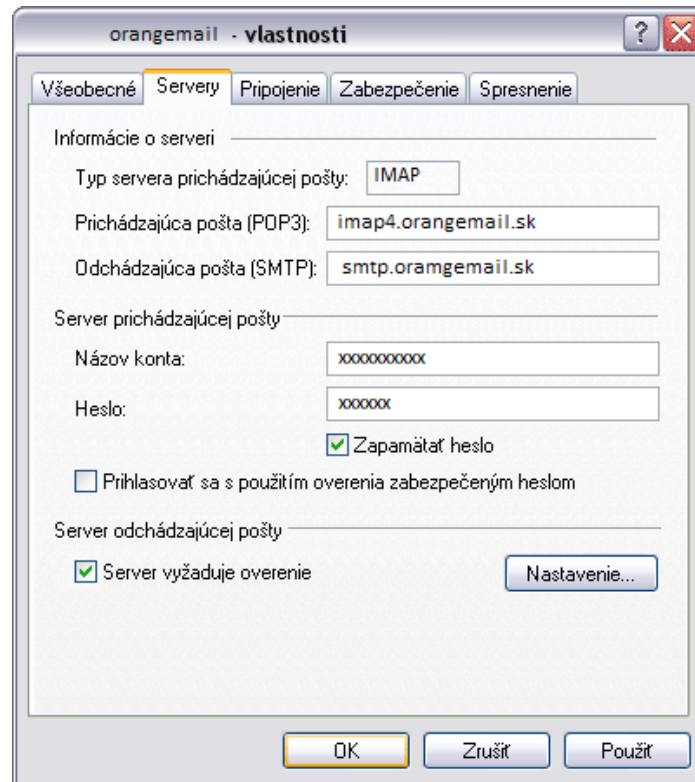 orangemail - vlastnosti
Všeobecné Servery Pripojenie Zabezpečenie Spresnenie
Informácie o serveri
Typ servera prichádzajúcej pošty: IMAP
Prichádzajúca pošta (POP3): imap4.orangemail.sk
Odchádzajúca pošta (SMTP): smtp.oramgemail.sk
Server prichádzajúcej pošty
Názov konta: xxxxxxxxxx
Heslo: xxxxxx
Zapamätať heslo
Prihlasovať sa s použitím overenia zabezpečeným heslom
Server odchádzajúcej pošty
Server vyžaduje overenie Nastavenie...
OK Zrušiť Použiť